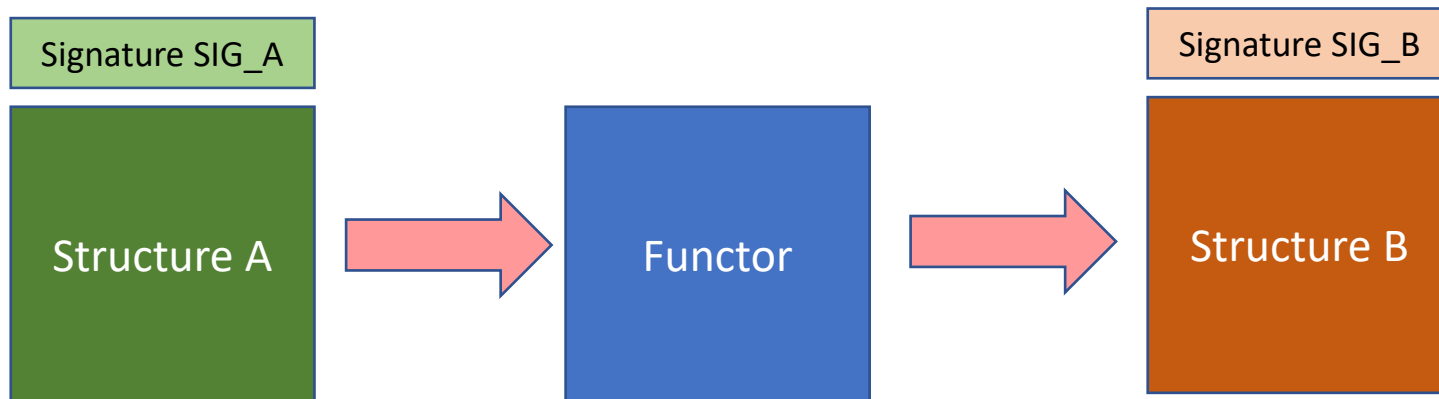 Signature SIG_A
Signature SIG_B
Structure A
Functor
Structure B